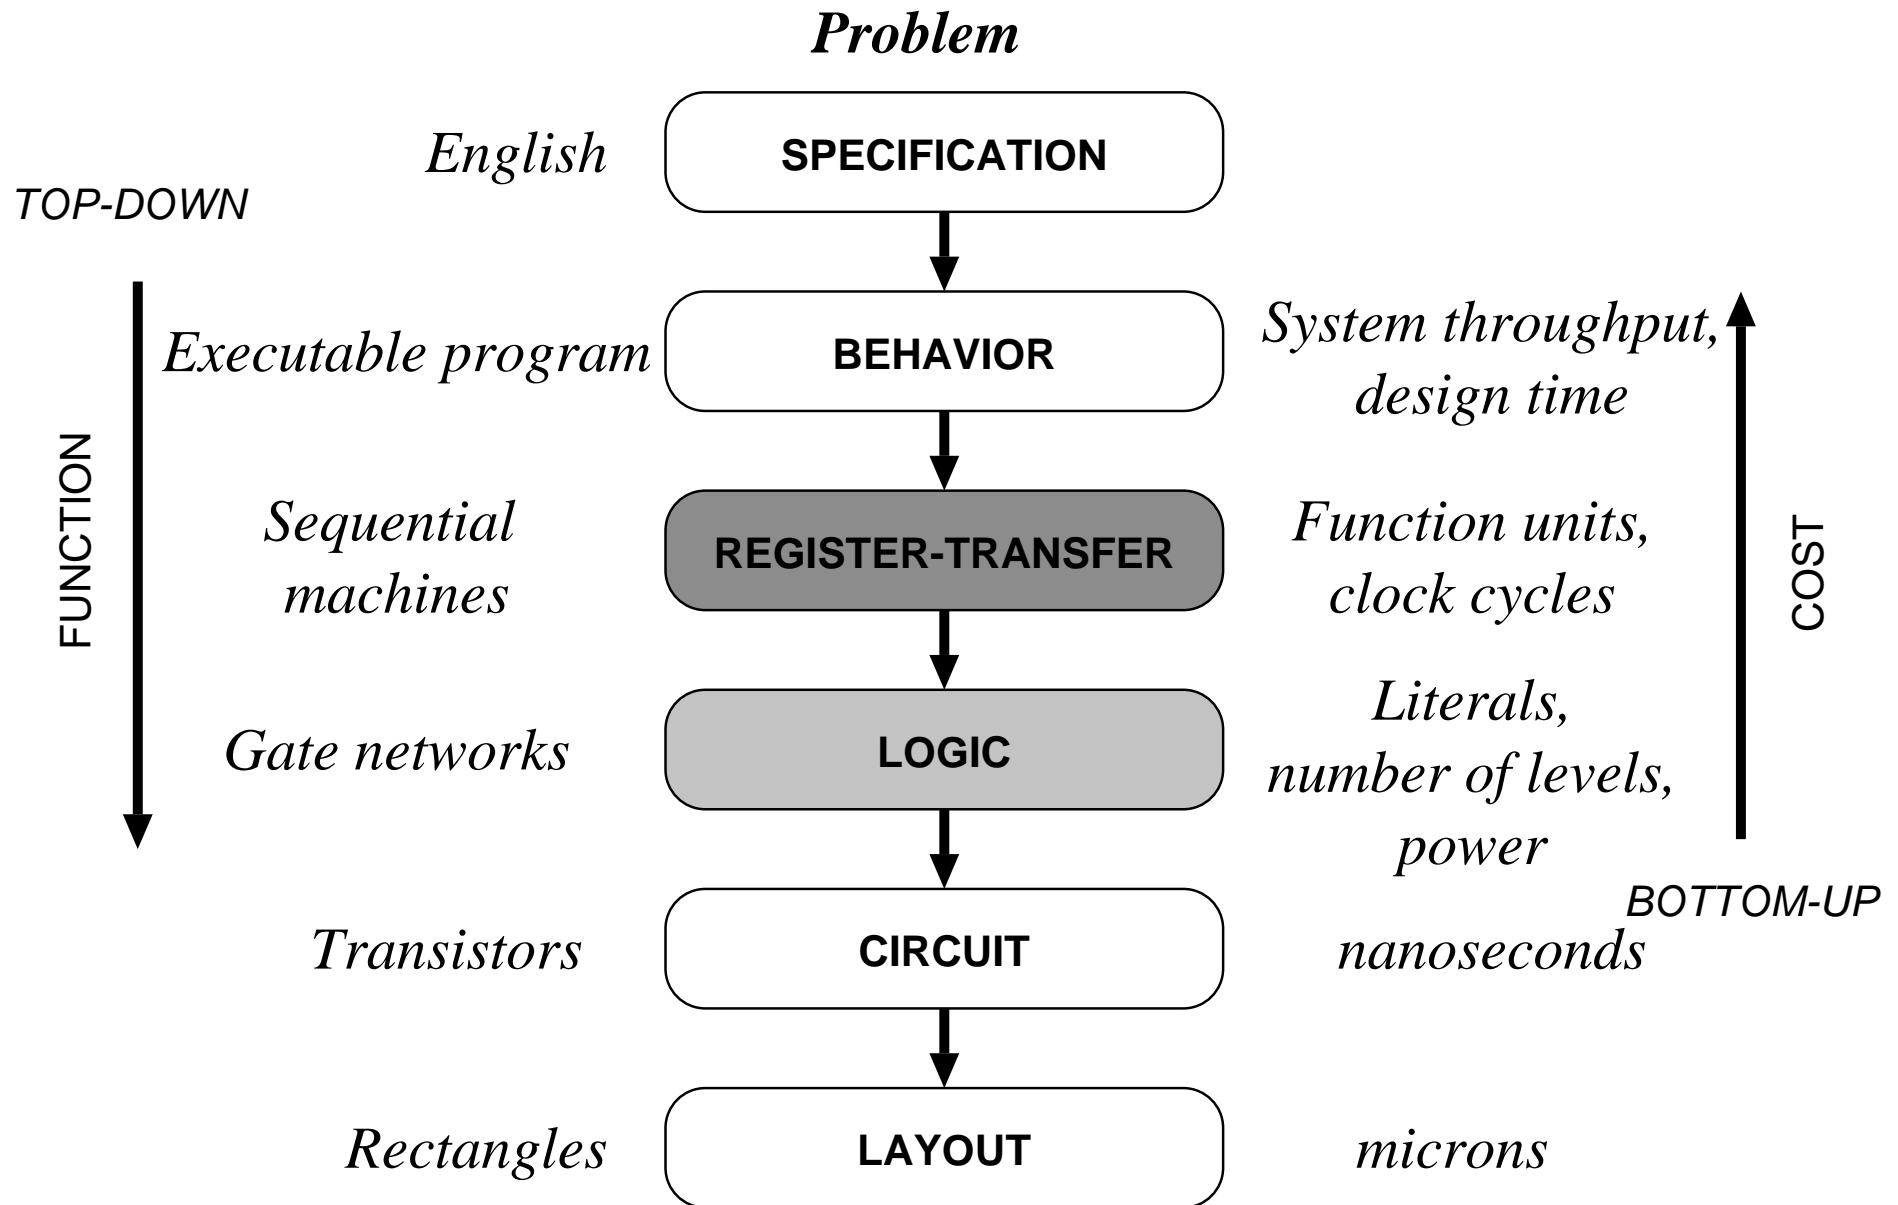 Problem
English
SPECIFICATION
TOP-DOWN
Executable program
BEHAVIOR
System throughput,
design time
FUNCTION
Sequential
machines
REGISTER-TRANSFER
Function units,
clock cycles
COST
Gate networks
LOGIC
Literals,
number of levels,
power
BOTTOM-UP
Transistors
CIRCUIT
nanoseconds
Rectangles
LAYOUT
microns